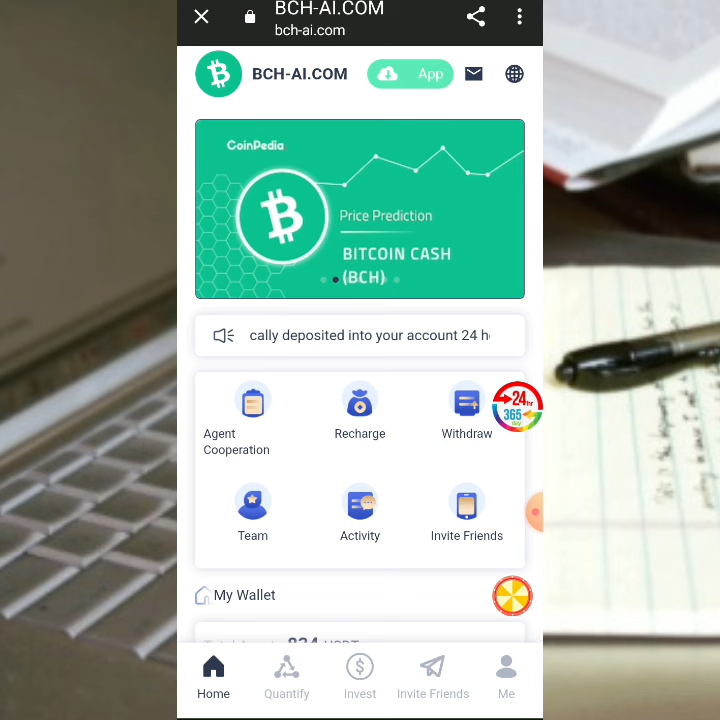 BCH-AI.COM
bch-ai.com
BCH-AI.COM
App
CoinPedia
Price Prediction
BITCOIN CASH
(BCH)
cally deposited into your account 24 h
Agent
Cooperation
Recharge
Withdraw
24hr
365
day
Team
Activity
Invite Friends
My Wallet
Home
Quantify
Invest
Invite Friends
Me